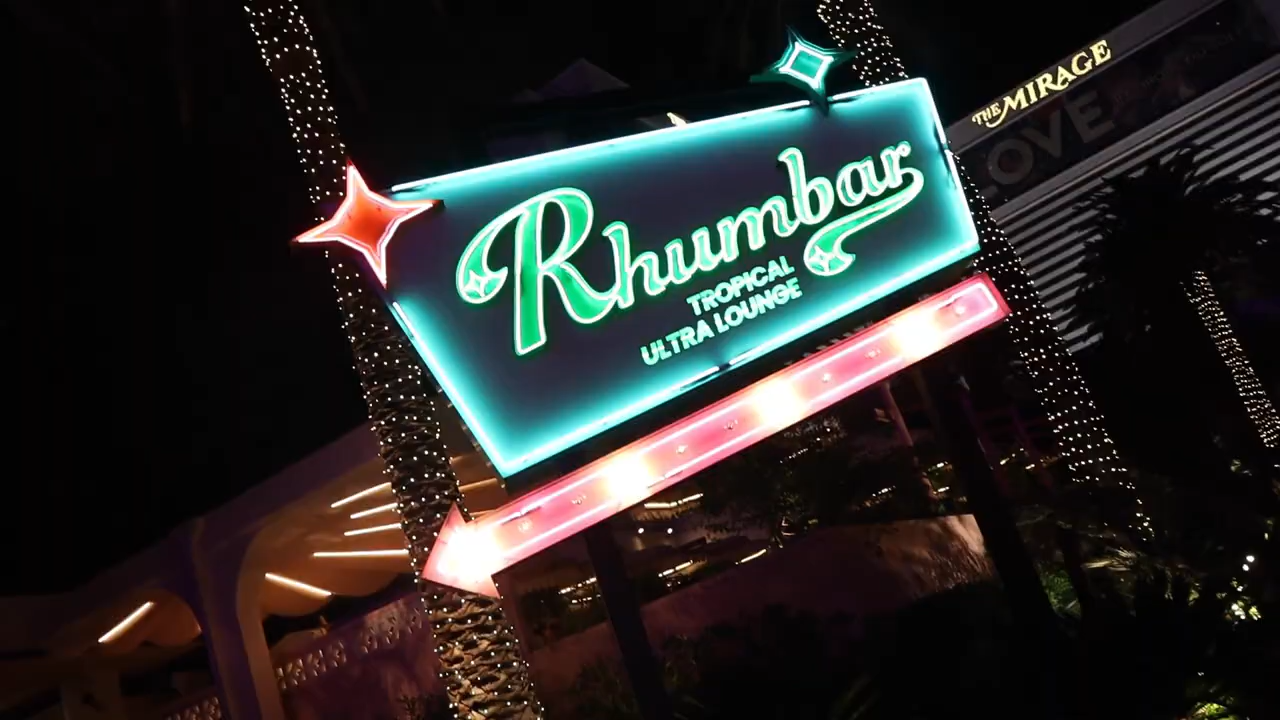 THE MIRAGE
LOVE
Rhumbar
TROPICAL
ULTRA LOUNGE